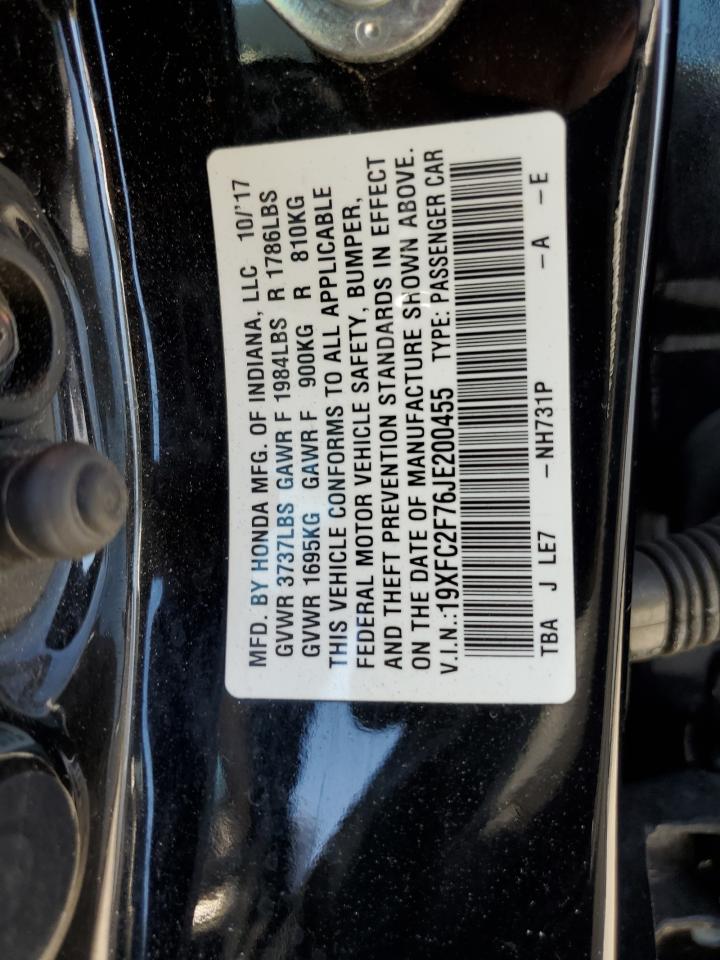 MFD. BY HONDA MFG. OF INDIANA, LLC 10/'17
GVWR 3737LBS GAWR F 1984LBS R 1786LBS
GVWR 1695KG GAWR F 900KG R 810KG
THIS VEHICLE CONFORMS TO ALL APPLICABLE
FEDERAL MOTOR VEHICLE SAFETY, BUMPER,
AND THEFT PREVENTION STANDARDS IN EFFECT
ON THE DATE OF MANUFACTURE SHOWN ABOVE.
V.I.N.:19XFC2F76JE200455 TYPE: PASSENGER CAR
TBA J LE7 -NH731P -A -E